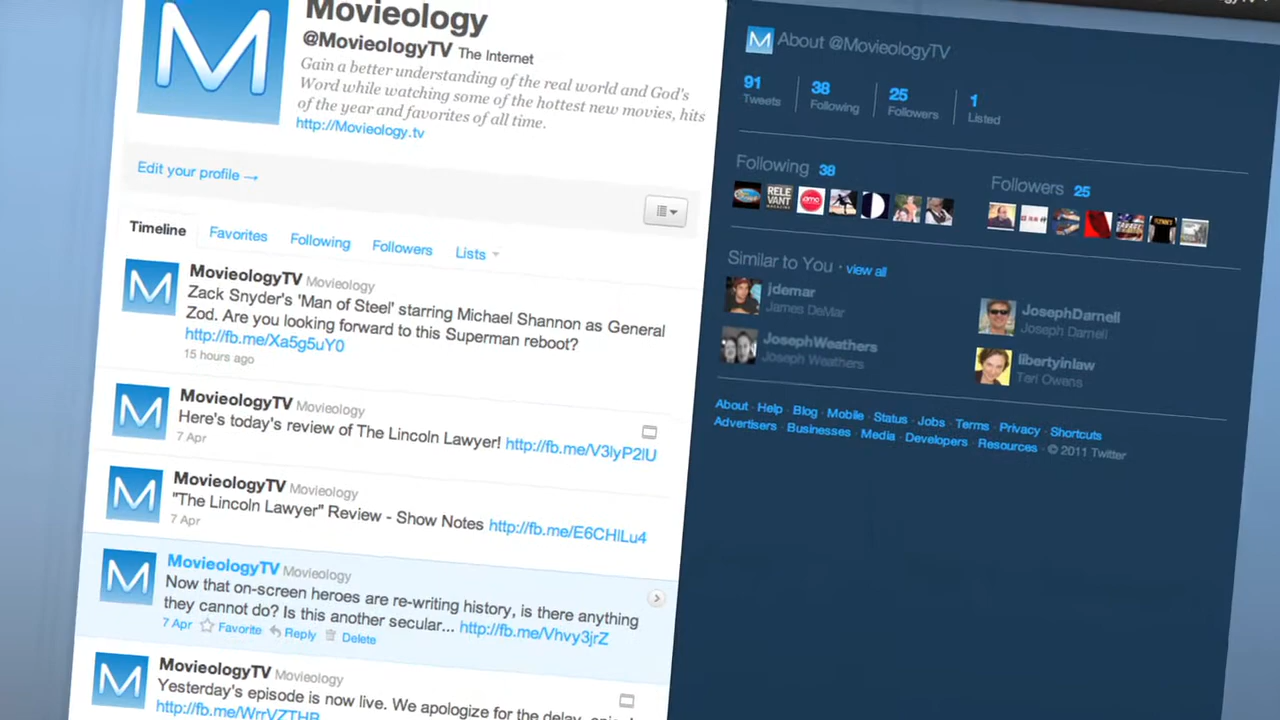 M
Movieology
@MovieologyTV The Internet
Gain a better understanding of the real world and God's
Word while watching some of the hottest new movies, hits
of the year and favorites of all time.
http://Movieology.tv
Edit your profile →
Timeline Favorites Following Followers Lists
M
MovieologyTV Movieology
Zack Snyder's 'Man of Steel' starring Michael Shannon as General
Zod. Are you looking forward to this Superman reboot?
http://fb.me/Xa5g5uY0
15 hours ago
M
MovieologyTV Movieology
Here's today's review of The Lincoln Lawyer! http://fb.me/V3lyP2lU
7 Apr
M
MovieologyTV Movieology
"The Lincoln Lawyer" Review - Show Notes http://fb.me/E6CHlLu4
7 Apr
M
MovieologyTV Movieology
Now that on-screen heroes are re-writing history, is there anything
they cannot do? Is this another secular... http://fb.me/Vhvy3jrZ
7 Apr Favorite Reply Delete
M
MovieologyTV Movieology
Yesterday's episode is now live. We apologize for the delay,
M About @MovieologyTV
91 38 25 1
Tweets Following Followers Listed
Following 38
RELE
VANT
Followers 25
Similar to You · view all
jdemar
James DeMar
JosephDarnell
Joseph Darnell
JosephWeathers
Joseph Weathers
libertyinlaw
Teri Owens
About · Help · Blog · Mobile · Status · Jobs · Terms · Privacy · Shortcuts
Advertisers · Businesses · Media · Developers · Resources · © 2011 Twitter